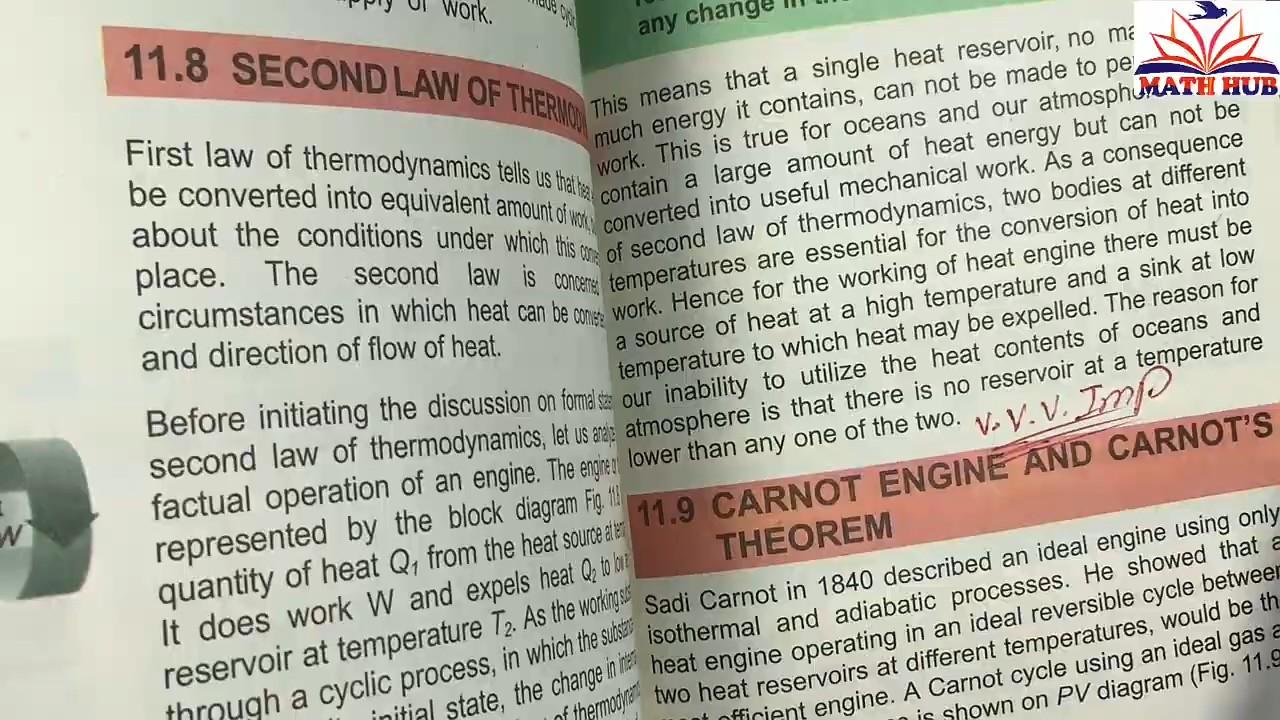 of work.
11.8 SECOND LAW OF
First law of thermodynamics tells us that
be converted into equivalent amount of work,
about the conditions under which this
place. The second law is
circumstances in which heat can be
and direction of flow of heat.
Before initiating the discussion on formal
second law of thermodynamics, let us
factual operation of an engine. The engine
represented by the block diagram Fig.
quantity of heat Q₁ from the heat source at
It does work W and expels heat Q₂ to
reservoir at temperature T₂. As the working
through a cyclic process, in which the
initial state, the change in
W
any change in
This means that a single heat reservoir, no
much energy it contains, can not be made to
work. This is true for oceans and our
contain a large amount of heat energy but can not be
converted into useful mechanical work. As a consequence
of second law of thermodynamics, two bodies at different
temperatures are essential for the conversion of heat into
work. Hence for the working of heat engine there must be
a source of heat at a high temperature and a sink at low
temperature to which heat may be expelled. The reason for
our inability to utilize the heat contents of oceans and
atmosphere is that there is no reservoir at a temperature
lower than any one of the two. V. V. V. Imp
11.9 CARNOT ENGINE AND CARNOT'S
THEOREM
Sadi Carnot in 1840 described an ideal engine using only
isothermal and adiabatic processes. He showed that a
heat engine operating in an ideal reversible cycle between
two heat reservoirs at different temperatures, would be
efficient engine. A Carnot cycle using an ideal gas
is shown on PV diagram (Fig. 11.9
MATH HUB